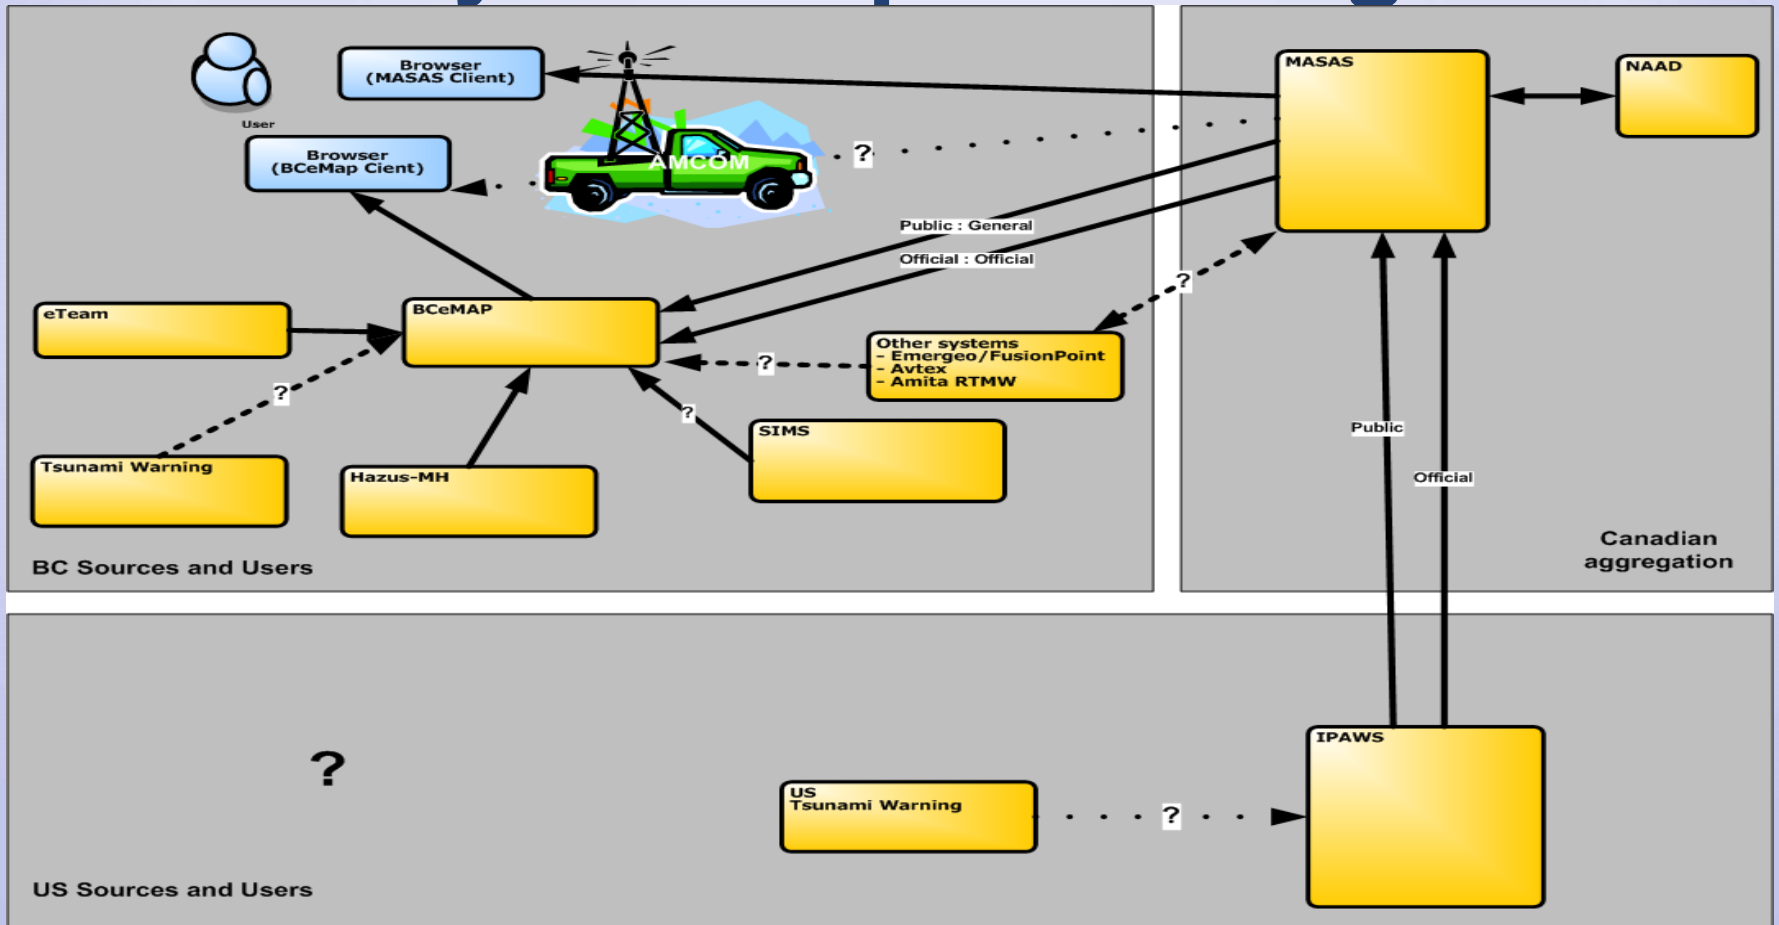 Browser
(MASAS Client)
User
Browser
(BCeMap Cient)
AMCOM
?
MASAS
NAAD
Public : General
Official : Official
?
eTeam
BCeMAP
Other systems
- Emergeo/FusionPoint
- Avtex
- Amita RTMW
?
?
?
SIMS
Tsunami Warning
Hazus-MH
Public
Official
BC Sources and Users
Canadian
aggregation
?
IPAWS
US
Tsunami Warning
?
US Sources and Users